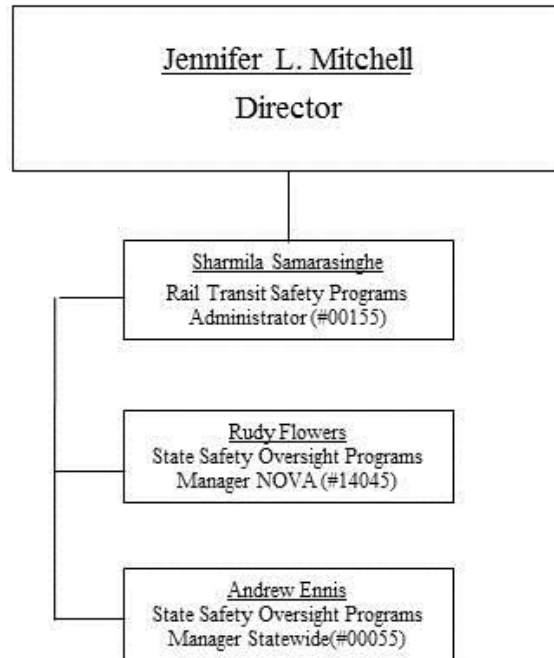 Jennifer L. Mitchell
Director
Sharmila Samarasinghe
Rail Transit Safety Programs
Administrator (#00155)
Rudy Flowers
State Safety Oversight Programs
Manager NOVA (#14045)
Andrew Ennis
State Safety Oversight Programs
Manager Statewide(#00055)